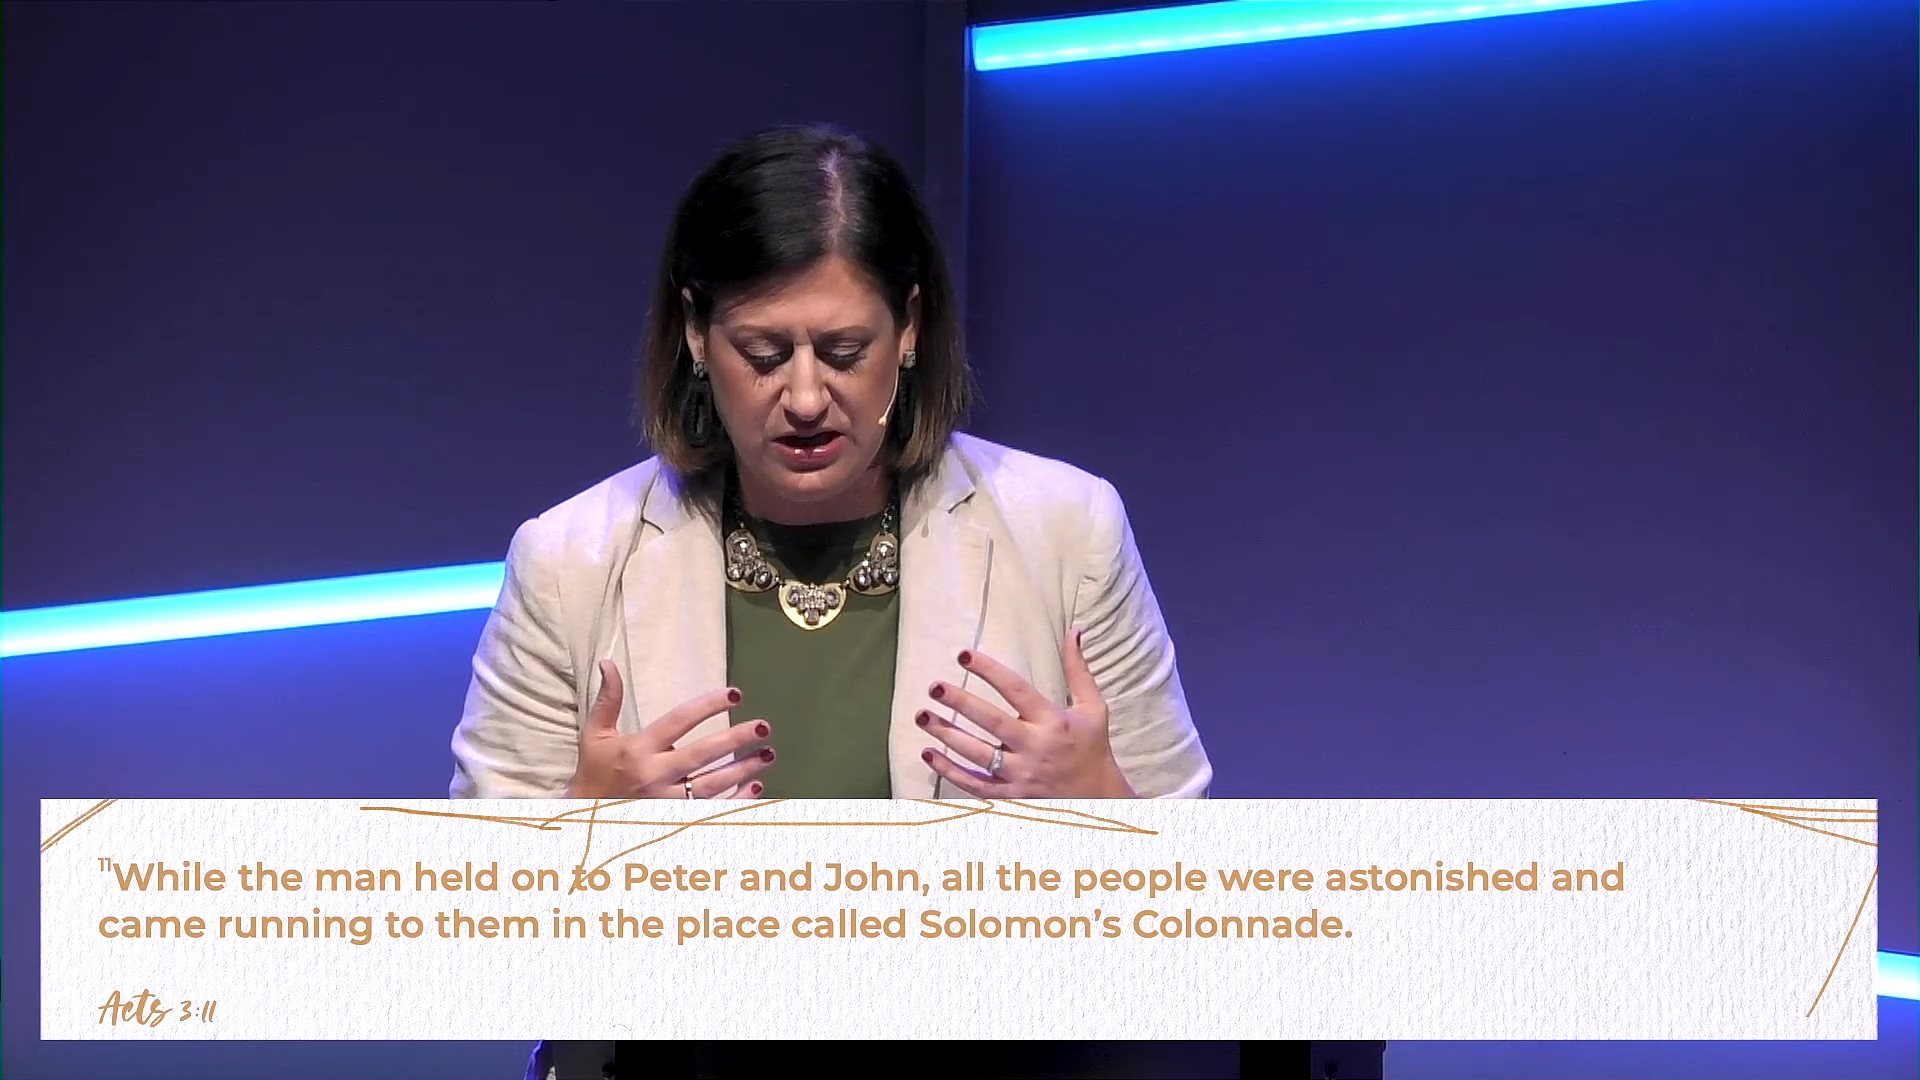 ¹¹While the man held on to Peter and John, all the people were astonished and
came running to them in the place called Solomon’s Colonnade.
Acts 3:11